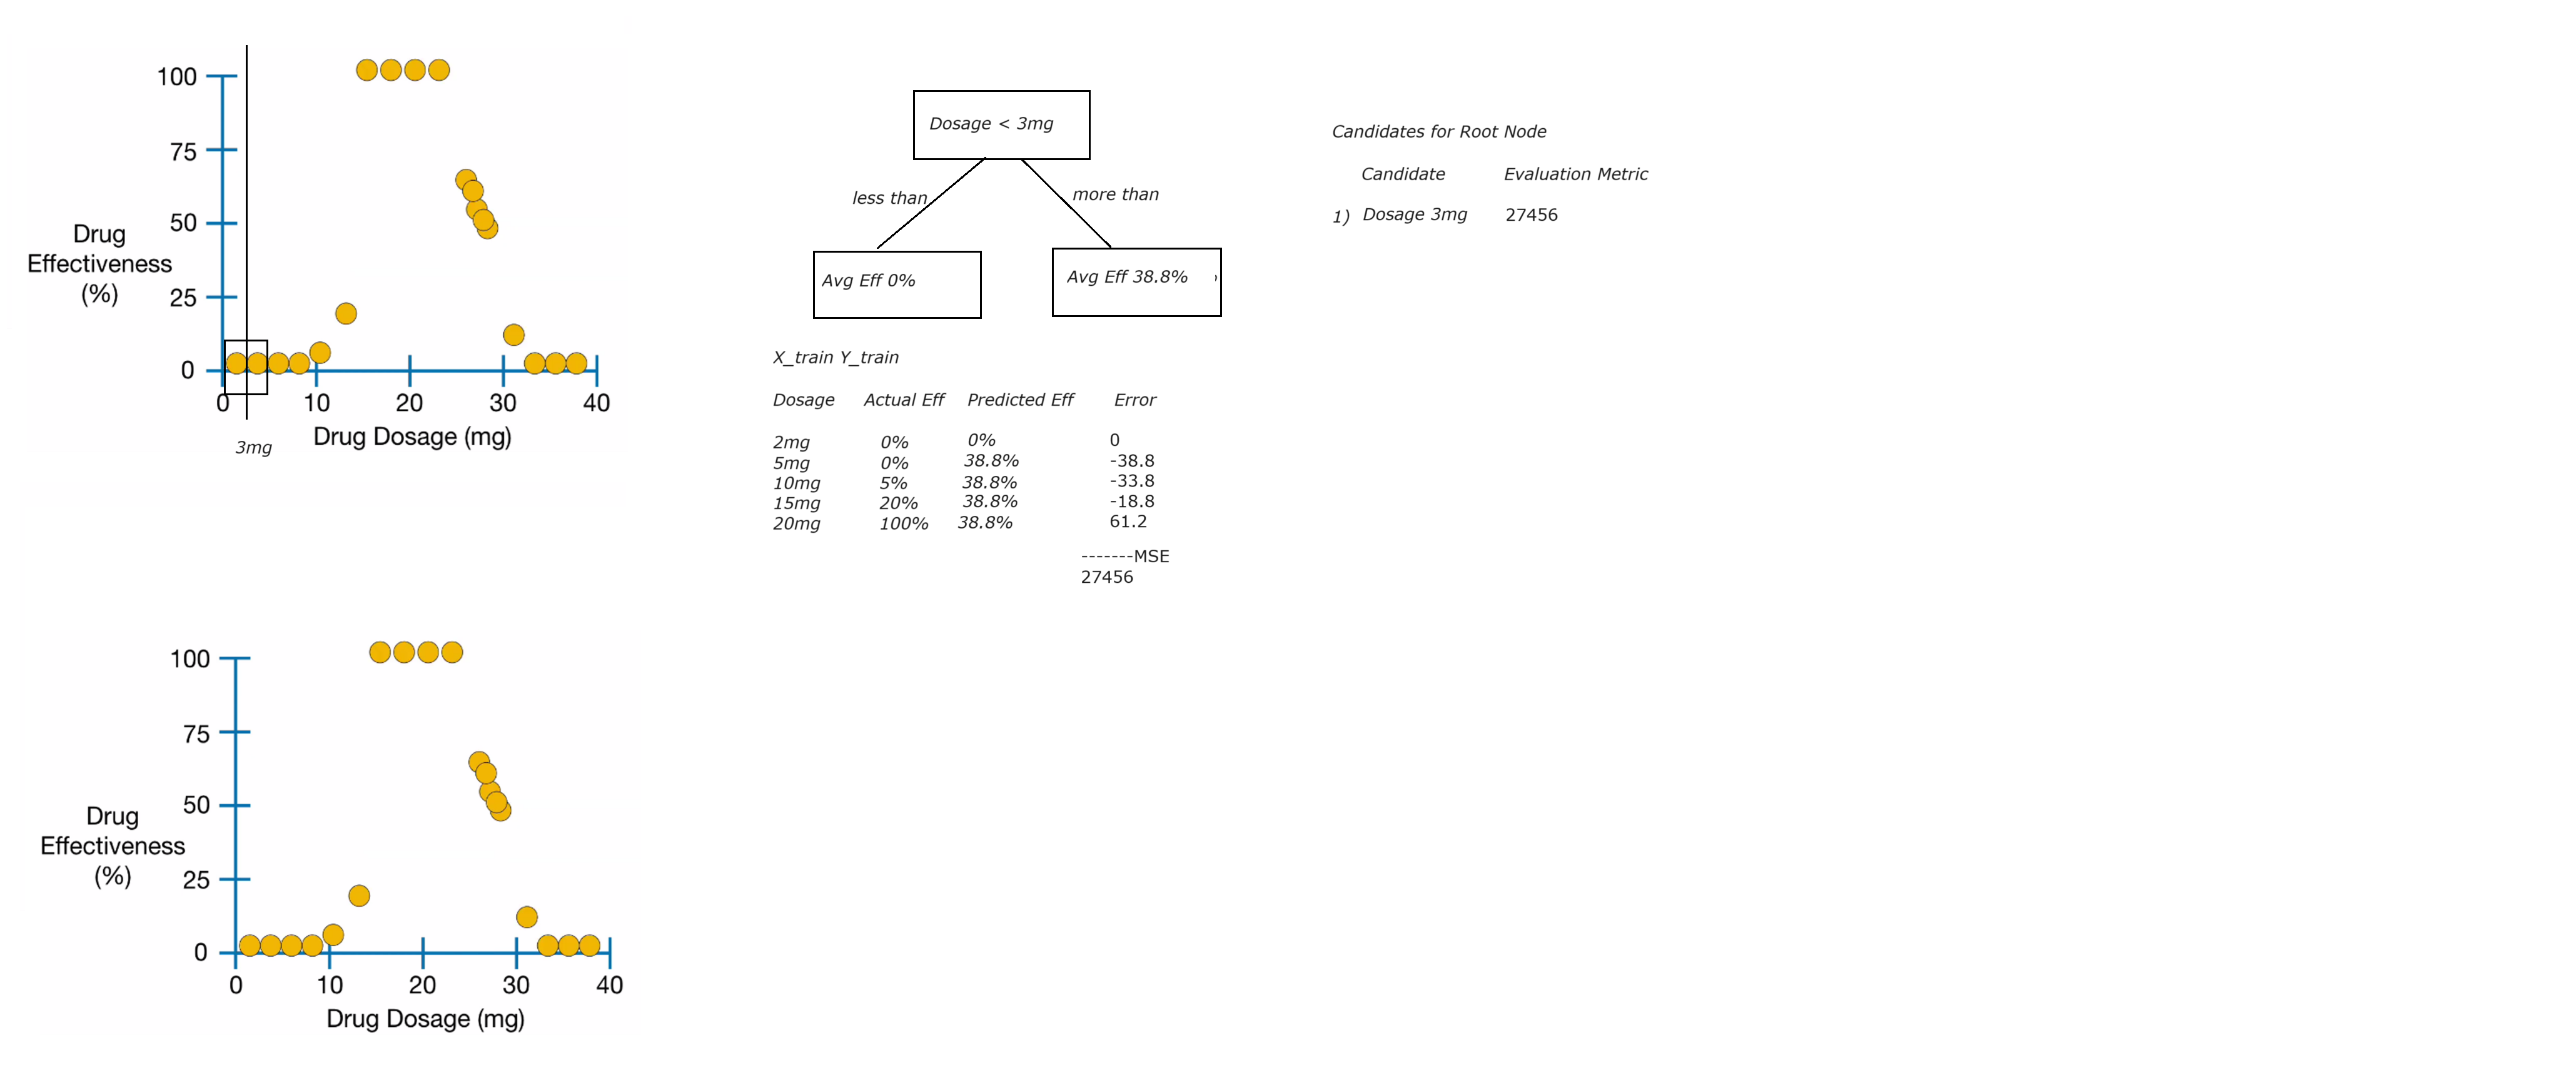 100
75
50
25
0
Drug
Effectiveness
(%)
0 10 20 30 40
3mg
Drug Dosage (mg)
Dosage < 3mg
less than
more than
Avg Eff 0%
Avg Eff 38.8%
Candidates for Root Node
Candidate Evaluation Metric
1) Dosage 3mg 27456
X_train Y_train
Dosage Actual Eff Predicted Eff Error
2mg 0% 0% 0
5mg 0% 38.8% -38.8
10mg 5% 38.8% -33.8
15mg 20% 38.8% -18.8
20mg 100% 38.8% 61.2
-------MSE
27456
100
75
50
25
0
Drug
Effectiveness
(%)
0 10 20 30 40
Drug Dosage (mg)